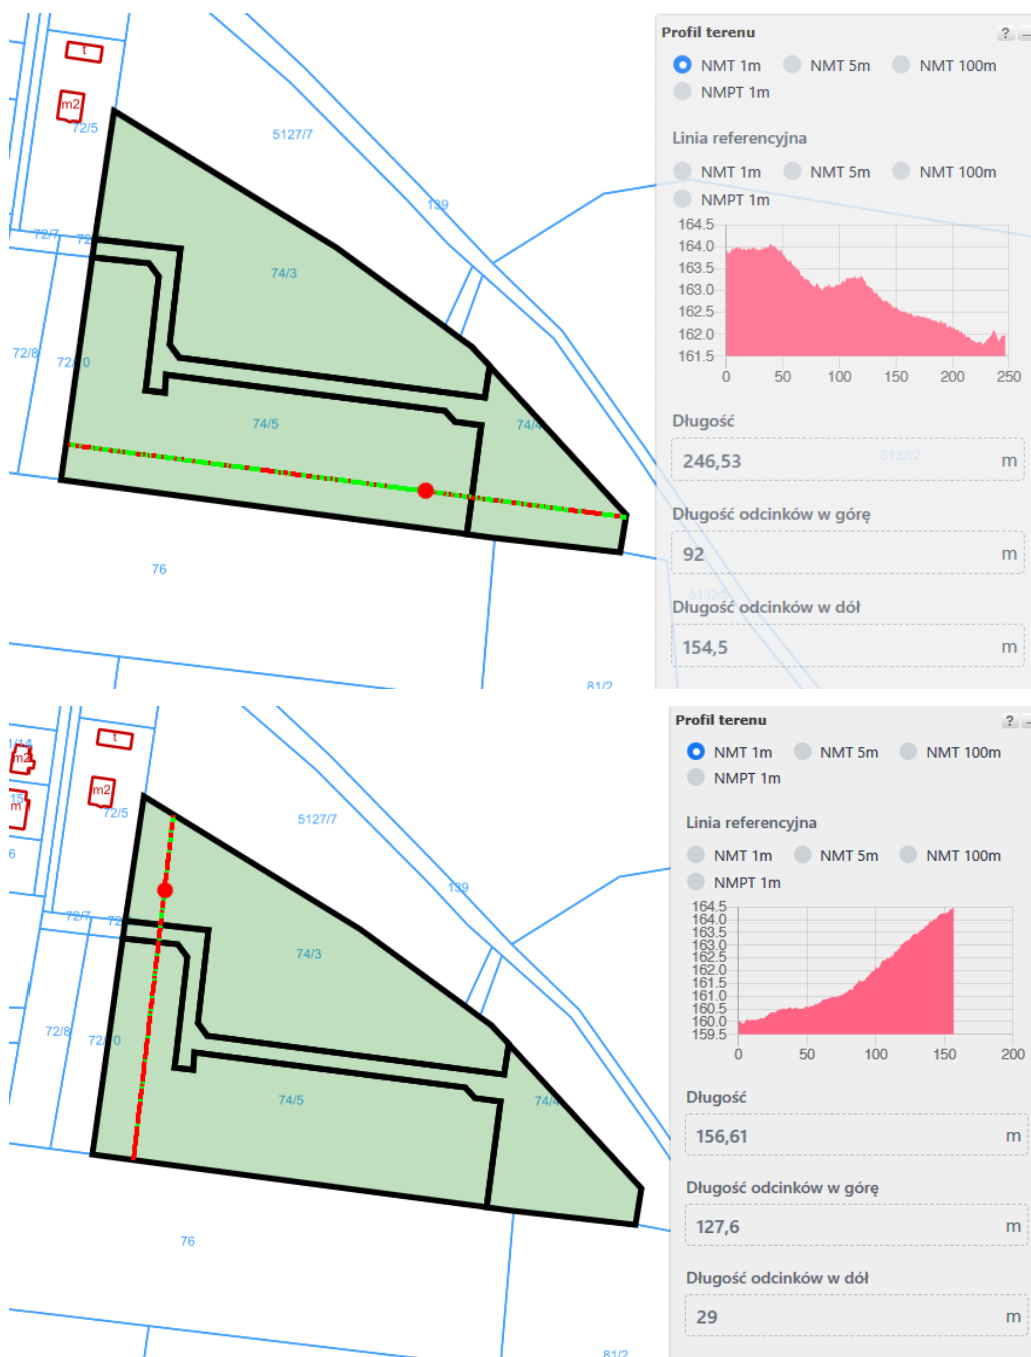 Profil terenu
?
NMT 1m NMT 5m NMT 100m
NMPT 1m
Linia referencyjna
NMT 1m NMT 5m NMT 100m
NMPT 1m
164.5
164.0
163.5
163.0
162.5
162.0
161.5
0 50 100 150 200 250
Długość
246,53 m
Długość odcinków w górę
92 m
Długość odcinków w dół
154,5 m
t
m2
72/5
5127/7
139
72/7
74/3
72/8
74/5
74/4
5132/2
76
81/2
Profil terenu
?
NMT 1m NMT 5m NMT 100m
NMPT 1m
Linia referencyjna
NMT 1m NMT 5m NMT 100m
NMPT 1m
164.5
164.0
163.5
163.0
162.5
162.0
161.5
161.0
160.5
160.0
159.5
0 50 100 150 200
Długość
156,61 m
Długość odcinków w górę
127,6 m
Długość odcinków w dół
29 m
t
m2
m2
m
15
6
72/5
5127/7
139
72/7
74/3
72/8
74/5
74/4
76
81/2